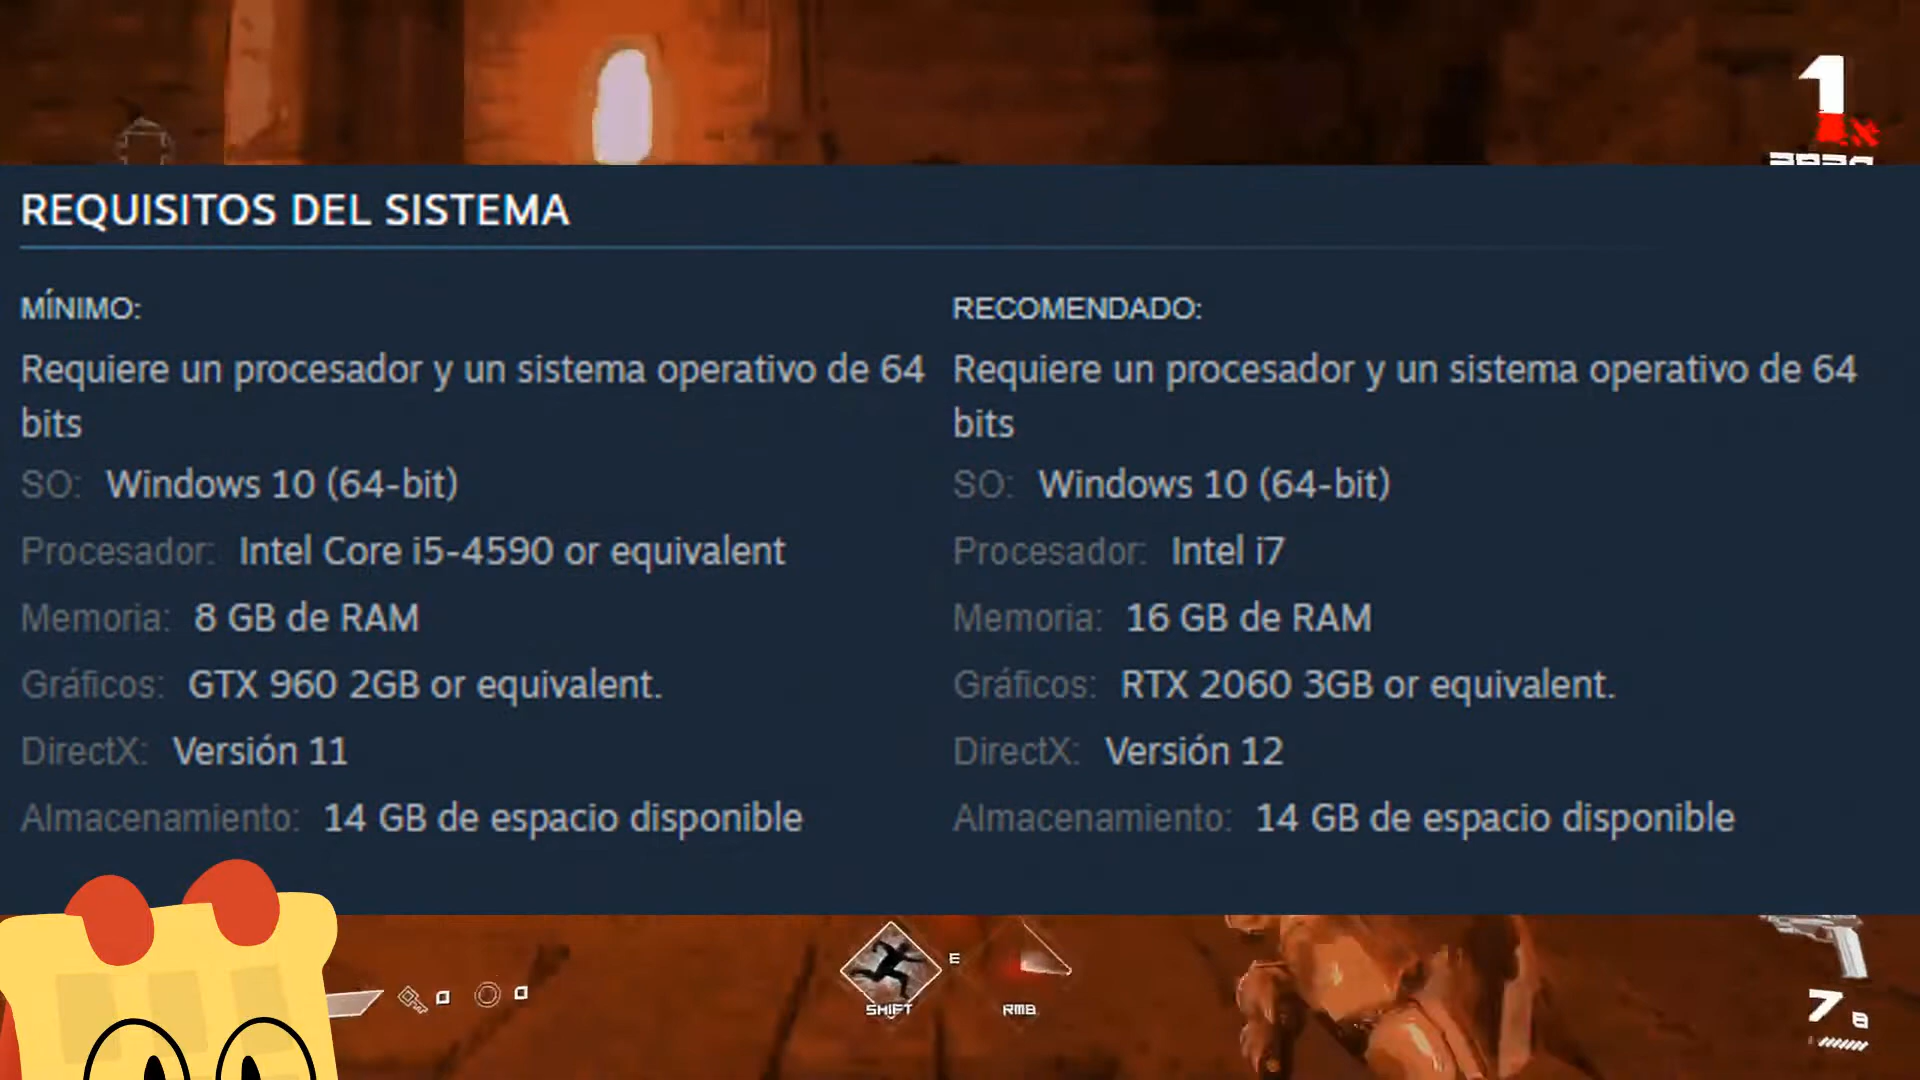 1
REQUISITOS DEL SISTEMA
MÍNIMO:
Requiere un procesador y un sistema operativo de 64
bits
SO: Windows 10 (64-bit)
Procesador: Intel Core i5-4590 or equivalent
Memoria: 8 GB de RAM
Gráficos: GTX 960 2GB or equivalent.
DirectX: Versión 11
Almacenamiento: 14 GB de espacio disponible
RECOMENDADO:
Requiere un procesador y un sistema operativo de 64
bits
SO: Windows 10 (64-bit)
Procesador: Intel i7
Memoria: 16 GB de RAM
Gráficos: RTX 2060 3GB or equivalent.
DirectX: Versión 12
Almacenamiento: 14 GB de espacio disponible
0
0
SHIFT
E
RMB
7